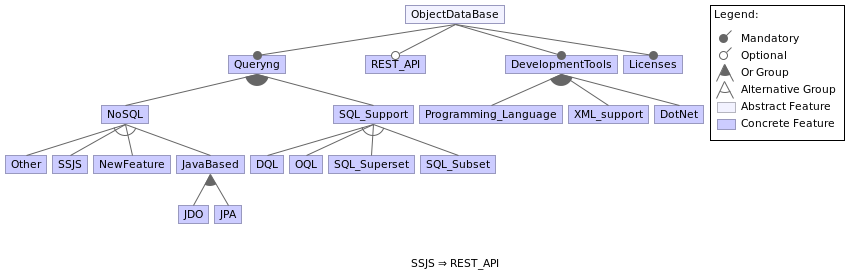 ObjectDataBase
Legend:
Mandatory
Optional
Or Group
Alternative Group
Abstract Feature
Concrete Feature
Queryng
REST_API
DevelopmentTools
Licenses
NoSQL
SQL_Support
Programming_Language
XML_support
DotNet
Other
SSJS
NewFeature
JavaBased
DQL
OQL
SQL_Superset
SQL_Subset
JDO
JPA
SSJS ⇒ REST_API